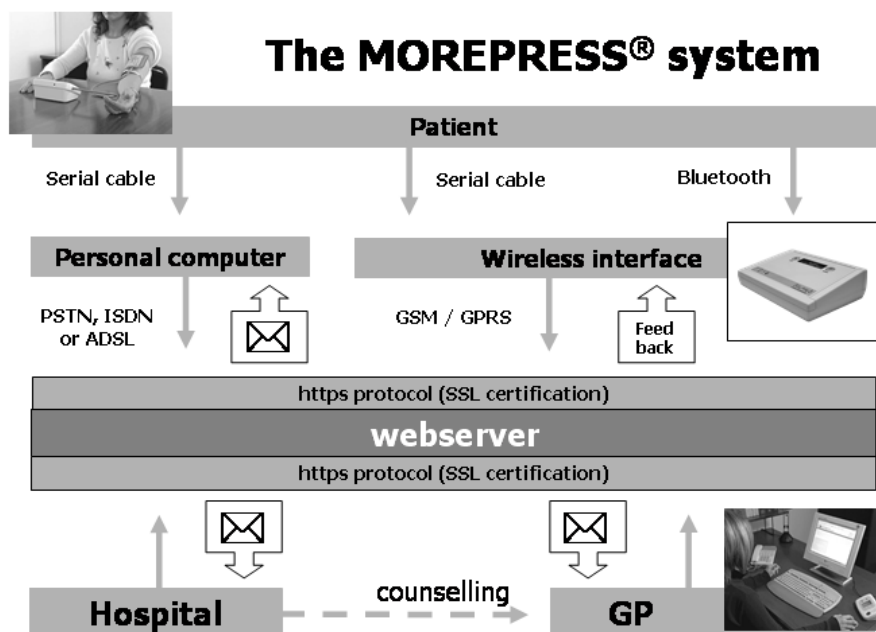 The MOREPRESS® system
Patient
Serial cable
Serial cable
Bluetooth
Personal computer
Wireless interface
PSTN, ISDN
or ADSL
GSM / GPRS
Feed
back
https protocol (SSL certification)
webserver
https protocol (SSL certification)
counselling
Hospital
GP